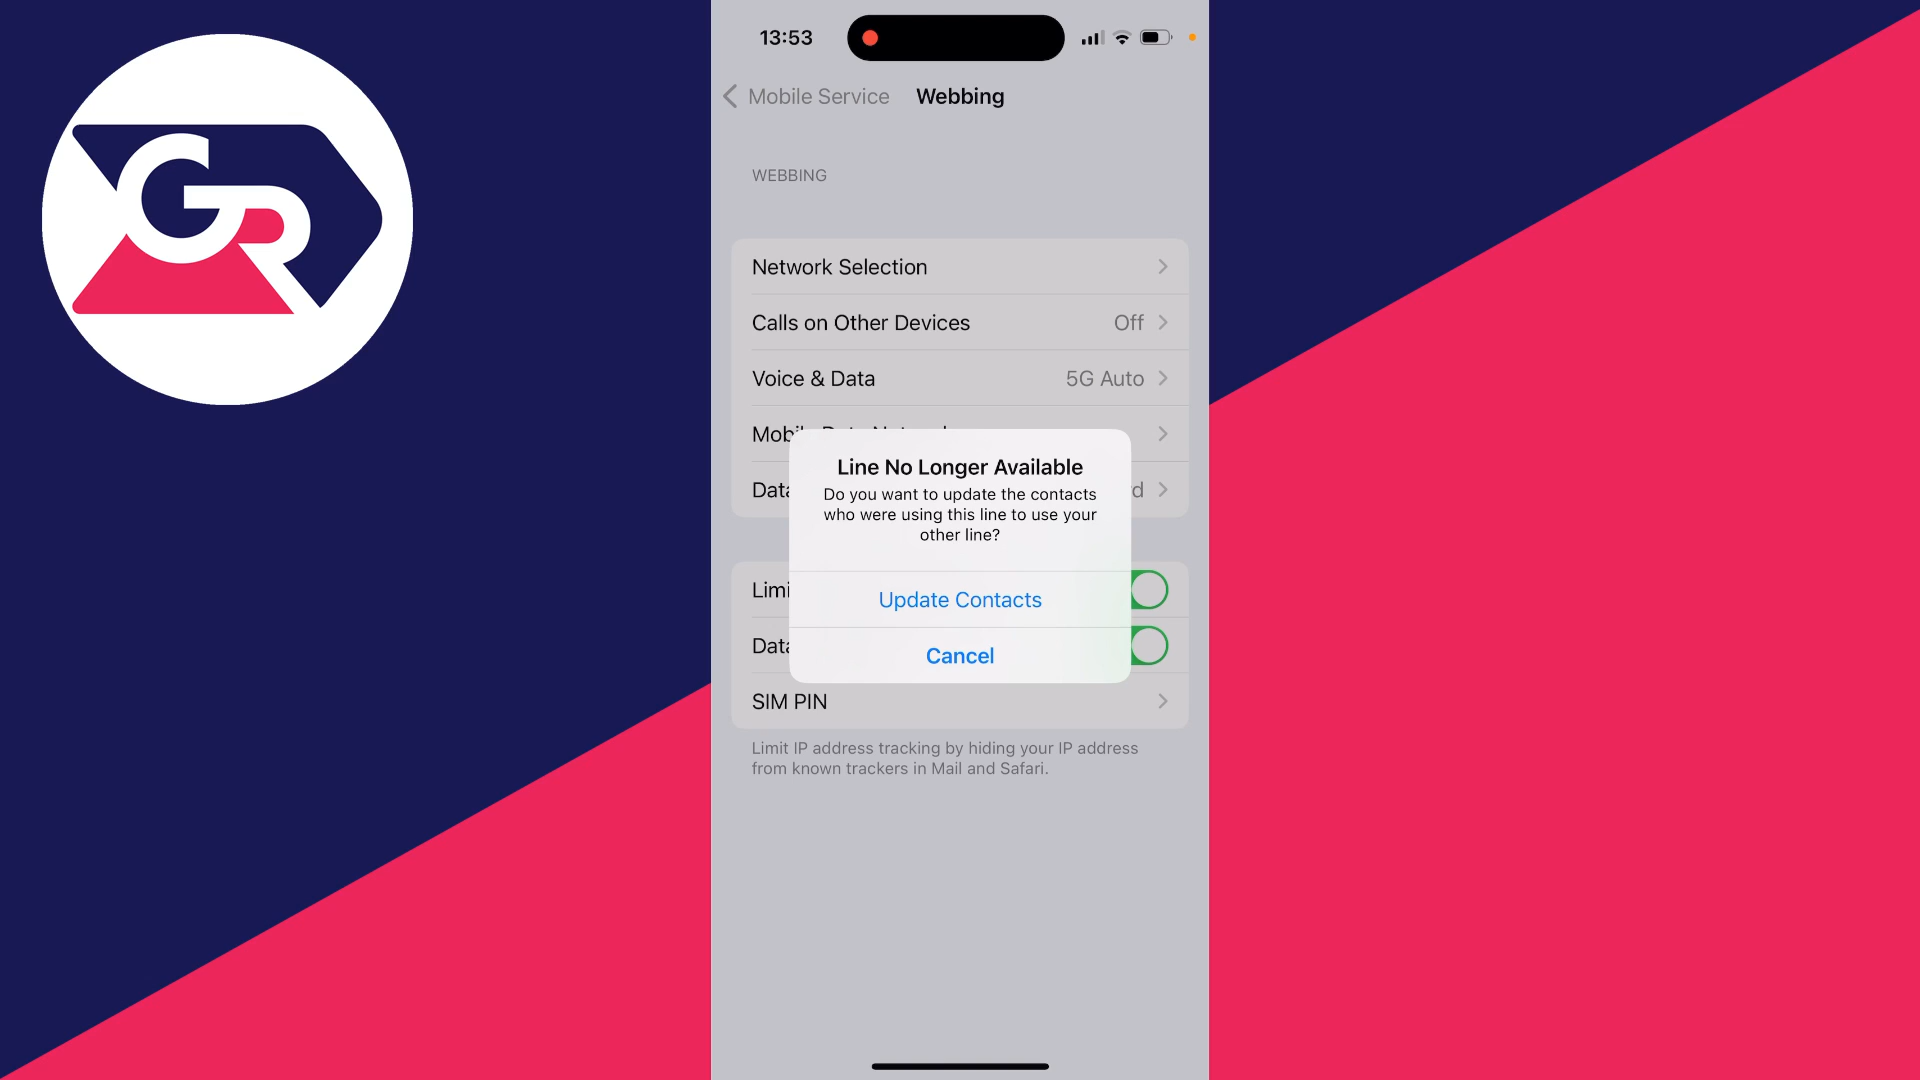 GR
13:53
Mobile Service
Webbing
WEBBING
Network Selection
Calls on Other Devices Off
Voice & Data 5G Auto
Line No Longer Available
Do you want to update the contacts
who were using this line to use your
other line?
Update Contacts
Cancel
SIM PIN
Limit IP address tracking by hiding your IP address
from known trackers in Mail and Safari.